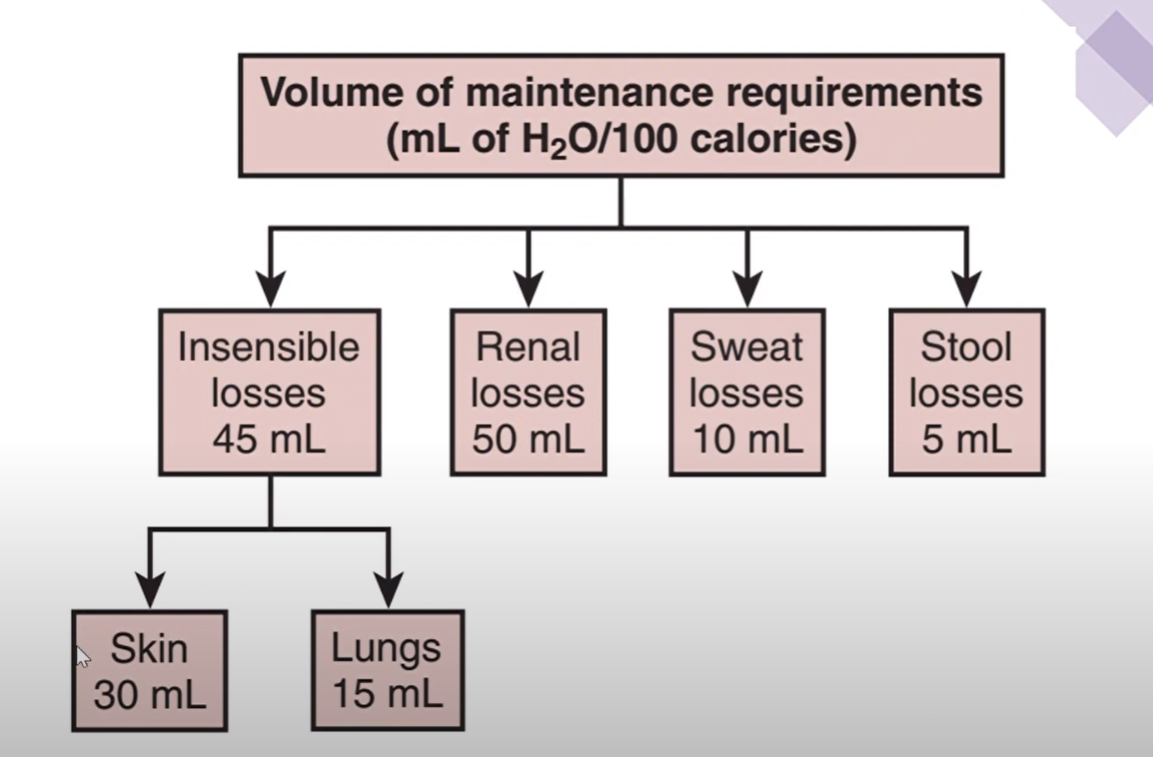 Volume of maintenance requirements
(mL of H₂O/100 calories)
Insensible
losses
45 mL
Renal
losses
50 mL
Sweat
losses
10 mL
Stool
losses
5 mL
Skin
30 mL
Lungs
15 mL